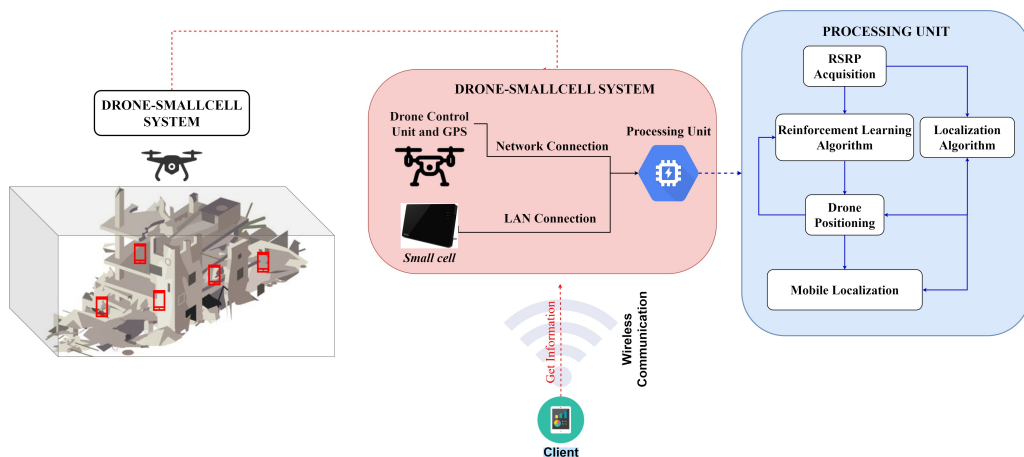 DRONE-SMALLCELL
SYSTEM
DRONE-SMALLCELL SYSTEM
Drone Control
Unit and GPS
Network Connection
Processing Unit
LAN Connection
Small cell
Get Information
Wireless
Communication
Client
PROCESSING UNIT
RSRP
Acquisition
Reinforcement Learning
Algorithm
Localization
Algorithm
Drone
Positioning
Mobile Localization